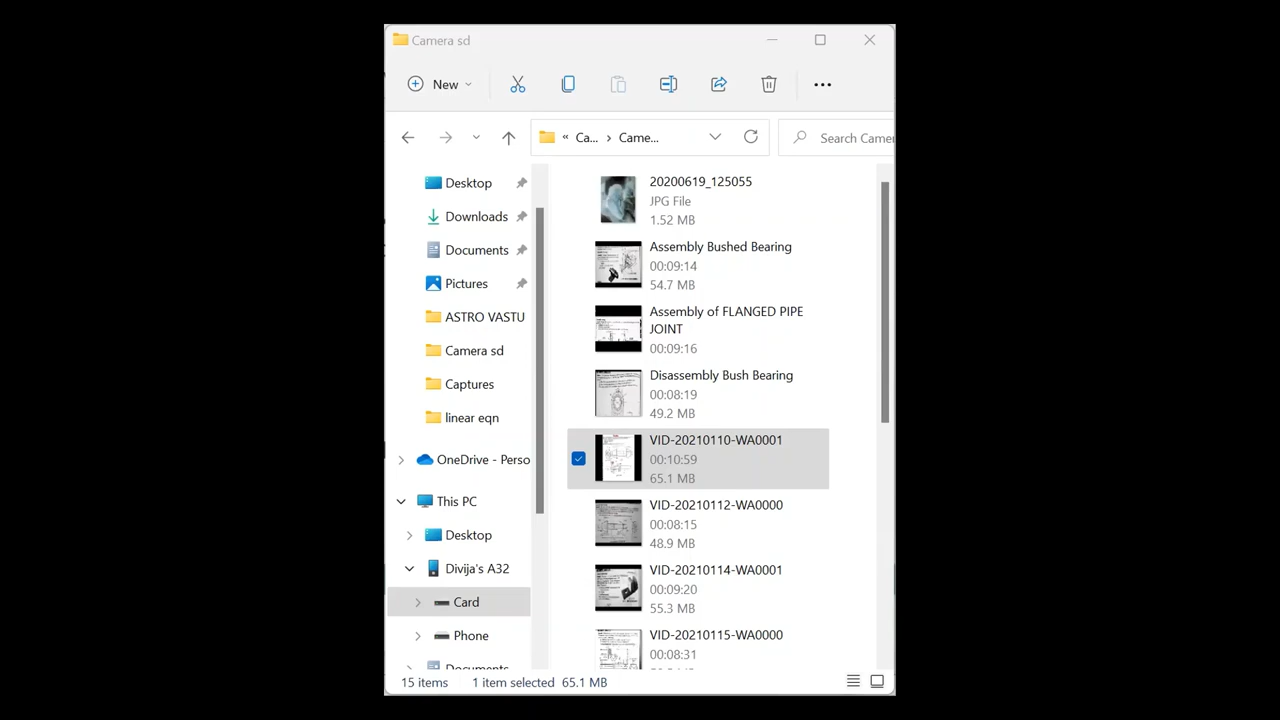 Camera sd
New
« Ca... > Came...
Search Camer
Desktop
Downloads
Documents
Pictures
ASTRO VASTU
Camera sd
Captures
linear eqn
OneDrive - Perso
This PC
Desktop
Divija's A32
Card
Phone
Documents
20200619_125055
JPG File
1.52 MB
Assembly Bushed Bearing
00:09:14
54.7 MB
Assembly of FLANGED PIPE
JOINT
00:09:16
Disassembly Bush Bearing
00:08:19
49.2 MB
VID-20210110-WA0001
00:10:59
65.1 MB
VID-20210112-WA0000
00:08:15
48.9 MB
VID-20210114-WA0001
00:09:20
55.3 MB
VID-20210115-WA0000
00:08:31
15 items 1 item selected 65.1 MB